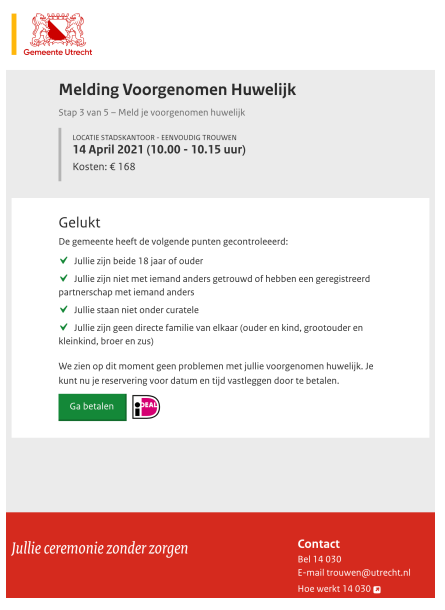 Gemeente Utrecht
Melding Voorgenomen Huwelijk
Stap 3 van 5 – Meld je voorgenomen huwelijk
LOCATIE STADSKANTOOR - EENVOUDIG TROUWEN
14 April 2021 (10.00 - 10.15 uur)
Kosten: € 168
Gelukt
De gemeente heeft de volgende punten gecontroleeerd:
Jullie zijn beide 18 jaar of ouder
Jullie zijn niet met iemand anders getrouwd of hebben een geregistreerd
partnerschap met iemand anders
Jullie staan niet onder curatele
Jullie zijn geen directe familie van elkaar (ouder en kind, grootouder en
kleinkind, broer en zus)
We zien op dit moment geen problemen met jullie voorgenomen huwelijk. Je
kunt nu je reservering voor datum en tijd vastleggen door te betalen.
Ga betalen
iDEAL
Jullie ceremonie zonder zorgen
Contact
Bel 14 030
E-mail trouwen@utrecht.nl
Hoe werkt 14 030